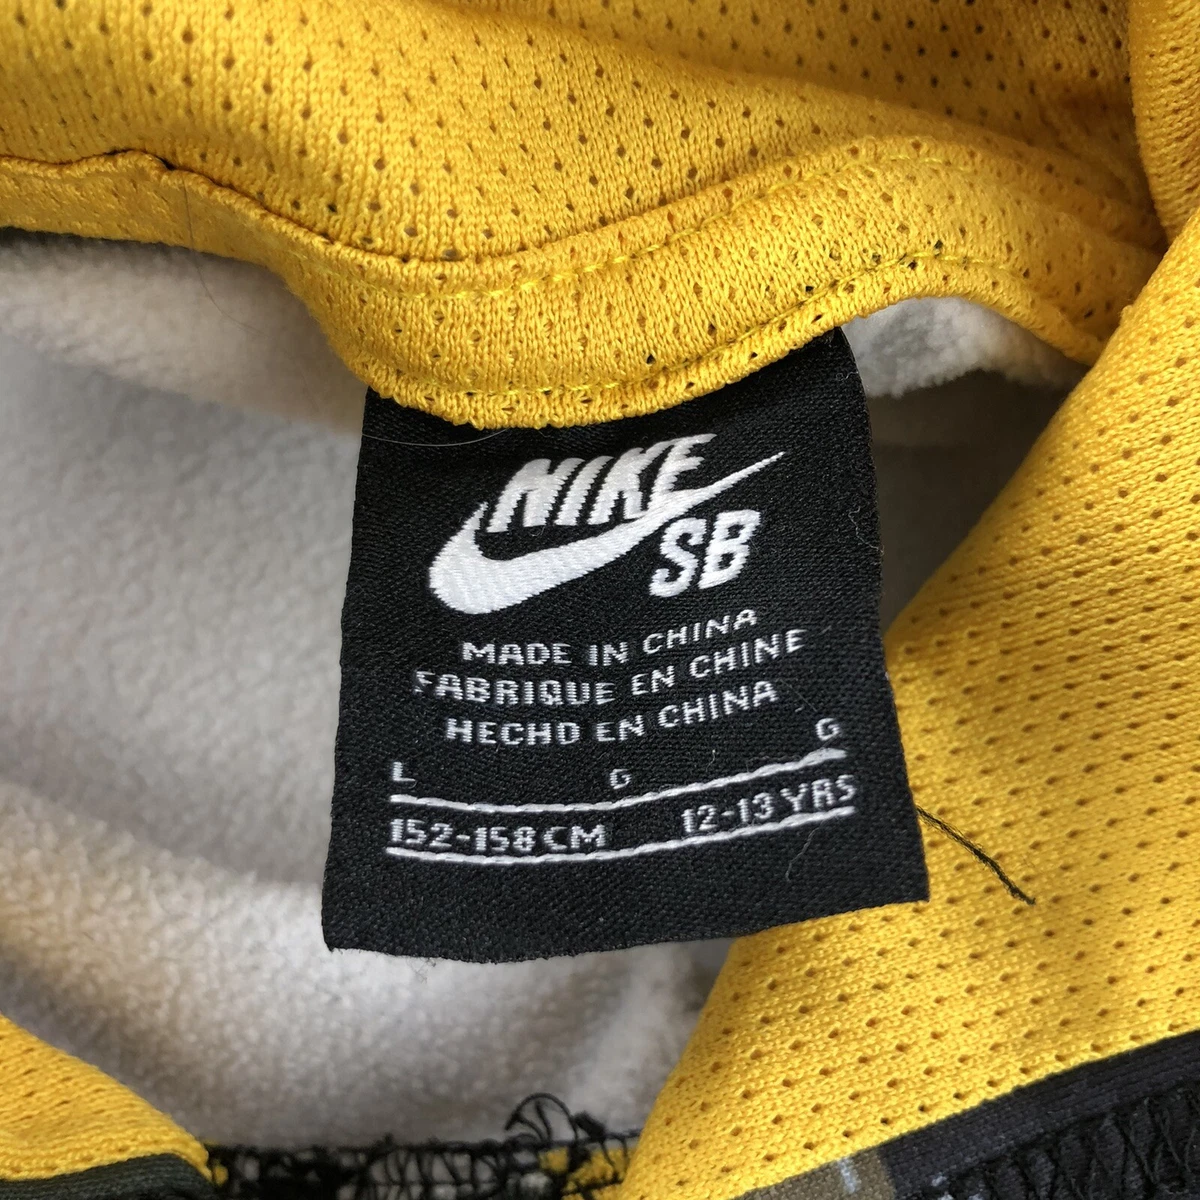 NIKE
SB
MADE IN CHINA
FABRIQUE EN CHINE
HECHO EN CHINA
L G G
152-158 CM 12-13 YRS